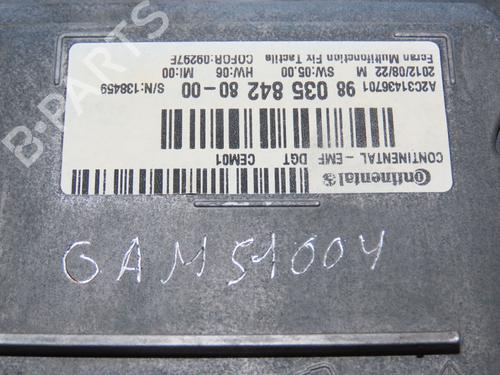 Continental
CONTINENTAL - EMF DGT CEM01
98 035 842 80-00
A2C31436701 S/N:138459
2012/08/22 M SW:05.00 HW:06 MI:00
Ecran Multifonction Fix Tactile COFOR:09297E
GAM51004
B-PARTS